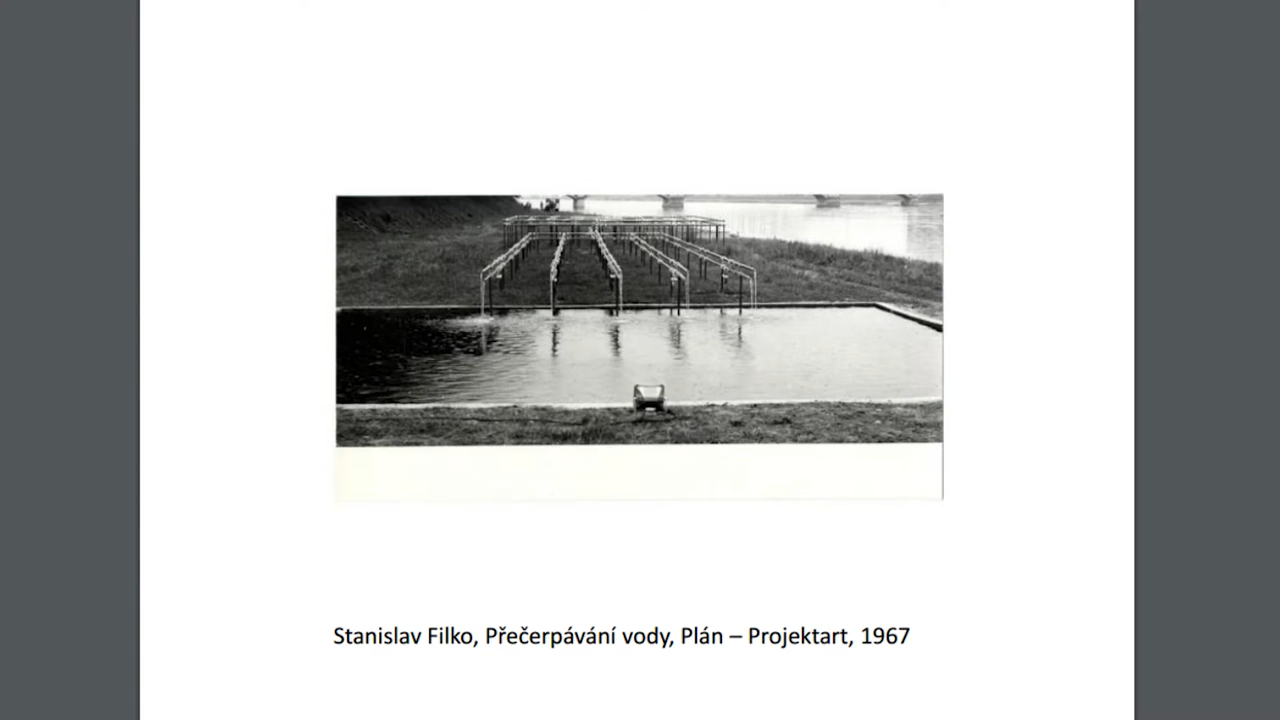 Stanislav Filko, Přečerpávání vody, Plán – Projektart, 1967